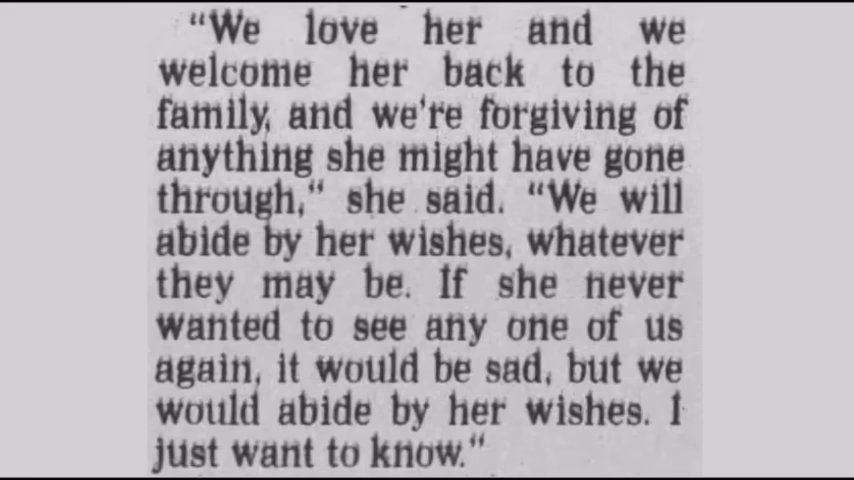 “We love her and we
welcome her back to the
family, and we're forgiving of
anything she might have gone
through,“ she said. “We will
abide by her wishes, whatever
they may be. If she never
wanted to see any one of us
again, it would be sad, but we
would abide by her wishes. I
just want to know.“